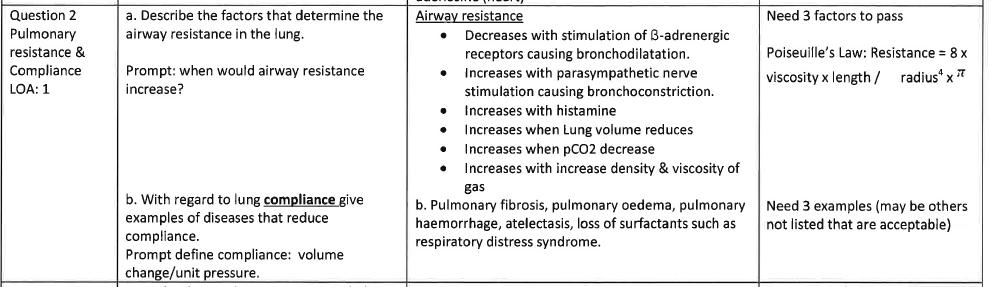 Question 2
Pulmonary
resistance &
Compliance
LOA: 1
a. Describe the factors that determine the
airway resistance in the lung.
Prompt: when would airway resistance
increase?
b. With regard to lung compliance give
examples of diseases that reduce
compliance.
Prompt define compliance: volume
change/unit pressure.
Airway resistance
• Decreases with stimulation of β-adrenergic
receptors causing bronchodilatation.
• Increases with parasympathetic nerve
stimulation causing bronchoconstriction.
• Increases with histamine
• Increases when Lung volume reduces
• Increases when pCO2 decrease
• Increases with increase density & viscosity of
gas
b. Pulmonary fibrosis, pulmonary oedema, pulmonary
haemorrhage, atelectasis, loss of surfactants such as
respiratory distress syndrome.
Need 3 factors to pass
Poiseuille's Law: Resistance = 8 x
viscosity x length / radius⁴ x π
Need 3 examples (may be others
not listed that are acceptable)